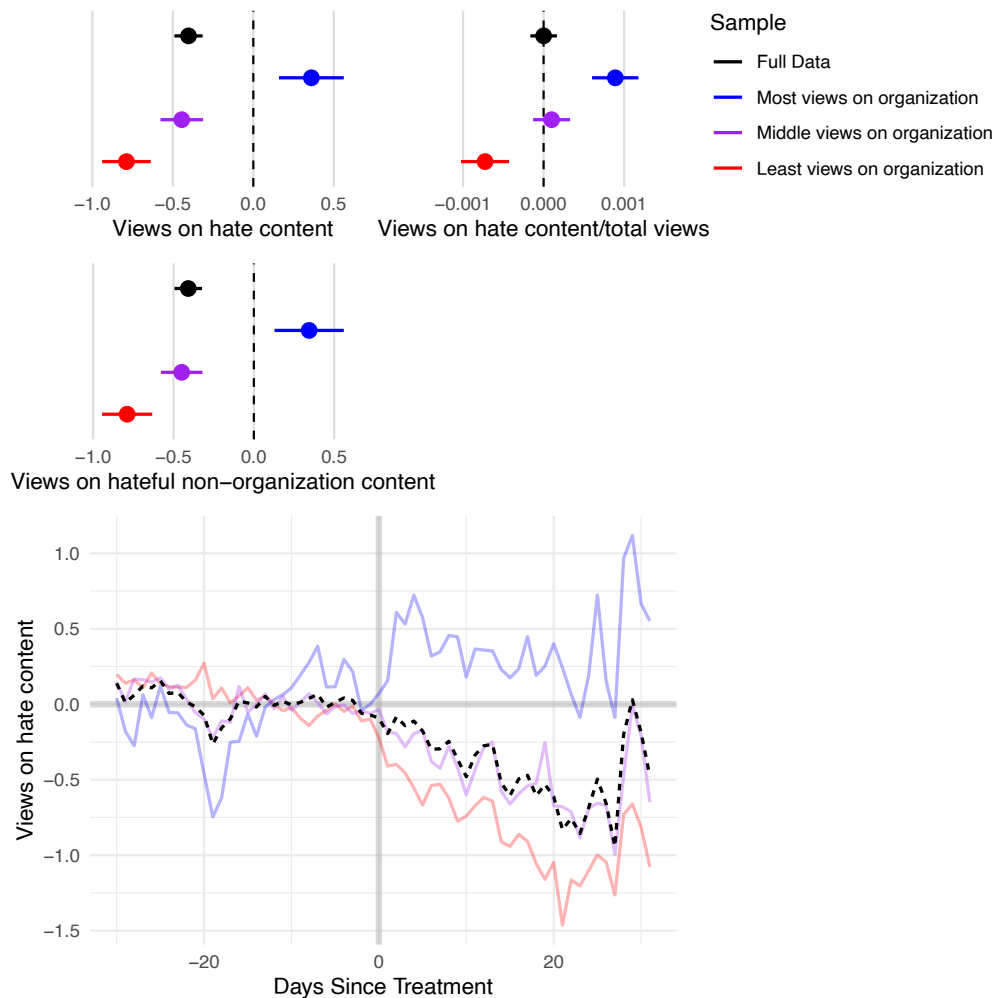 Sample
Full Data
Most views on organization
Middle views on organization
Least views on organization
−1.0 −0.5 0.0 0.5
Views on hate content
−0.001 0.000 0.001
Views on hate content/total views
−1.0 −0.5 0.0 0.5
Views on hateful non−organization content
Views on hate content
1.0
0.5
0.0
−0.5
−1.0
−1.5
−20 0 20
Days Since Treatment